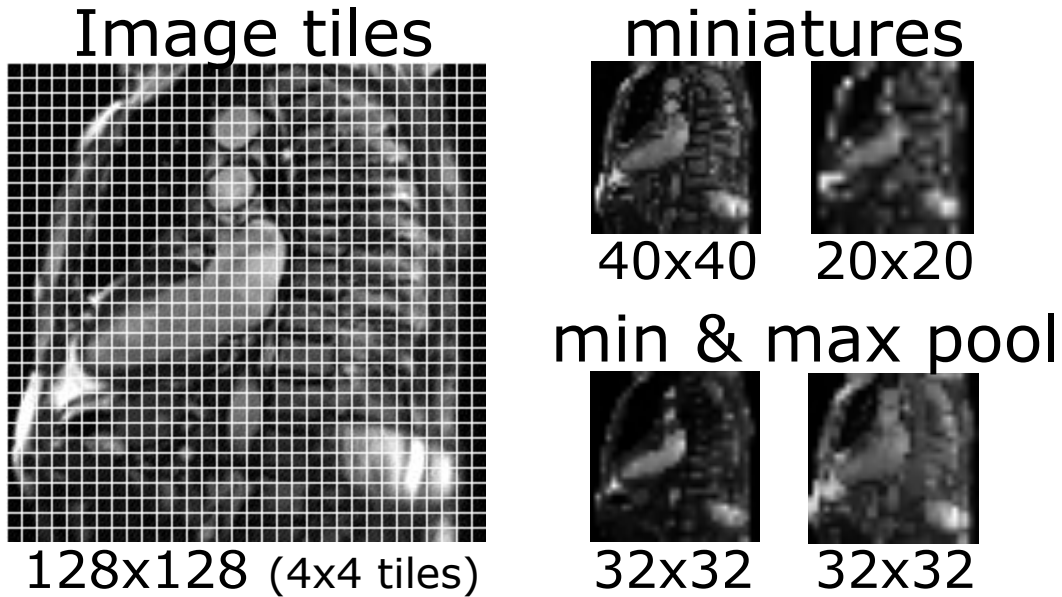 Image tiles
128x128 (4x4 tiles)
miniatures
40x40 20x20
min & max pool
32x32 32x32